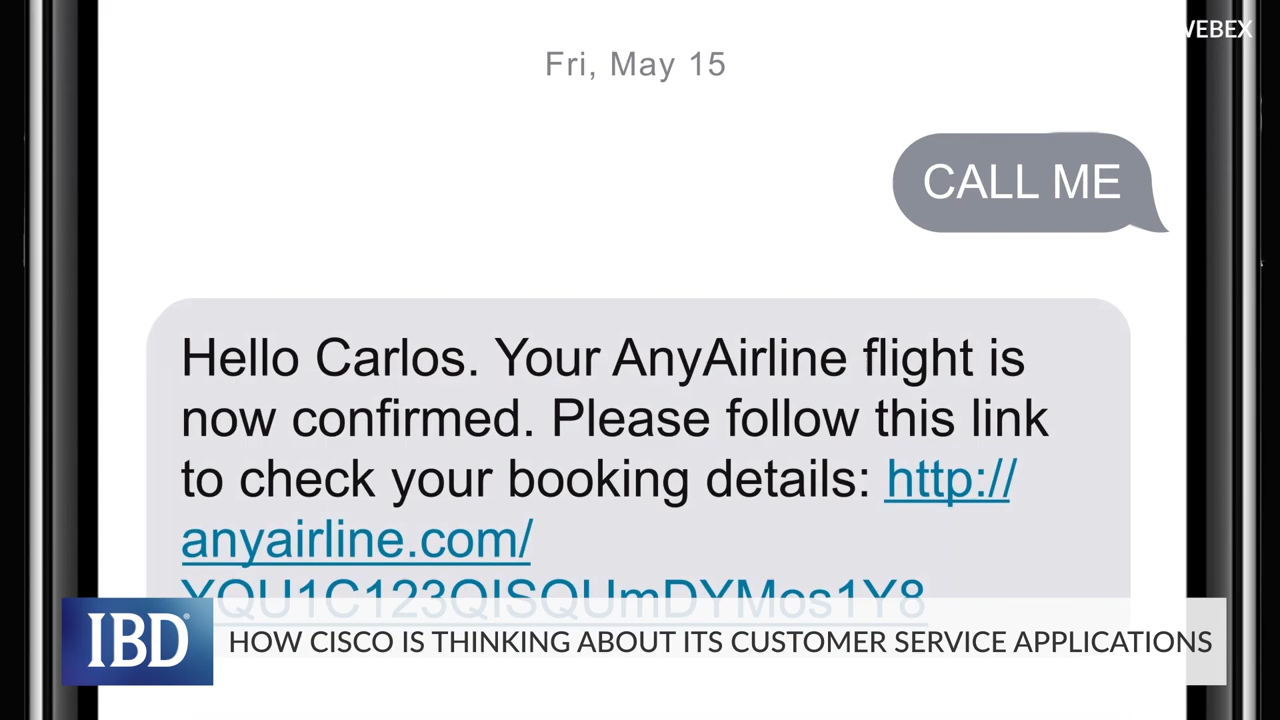 Fri, May 15
CALL ME
Hello Carlos. Your AnyAirline flight is
now confirmed. Please follow this link
to check your booking details: http://
anyairline.com/
YQU1C123QISQUmDYMos1Y8
IBD®
HOW CISCO IS THINKING ABOUT ITS CUSTOMER SERVICE APPLICATIONS